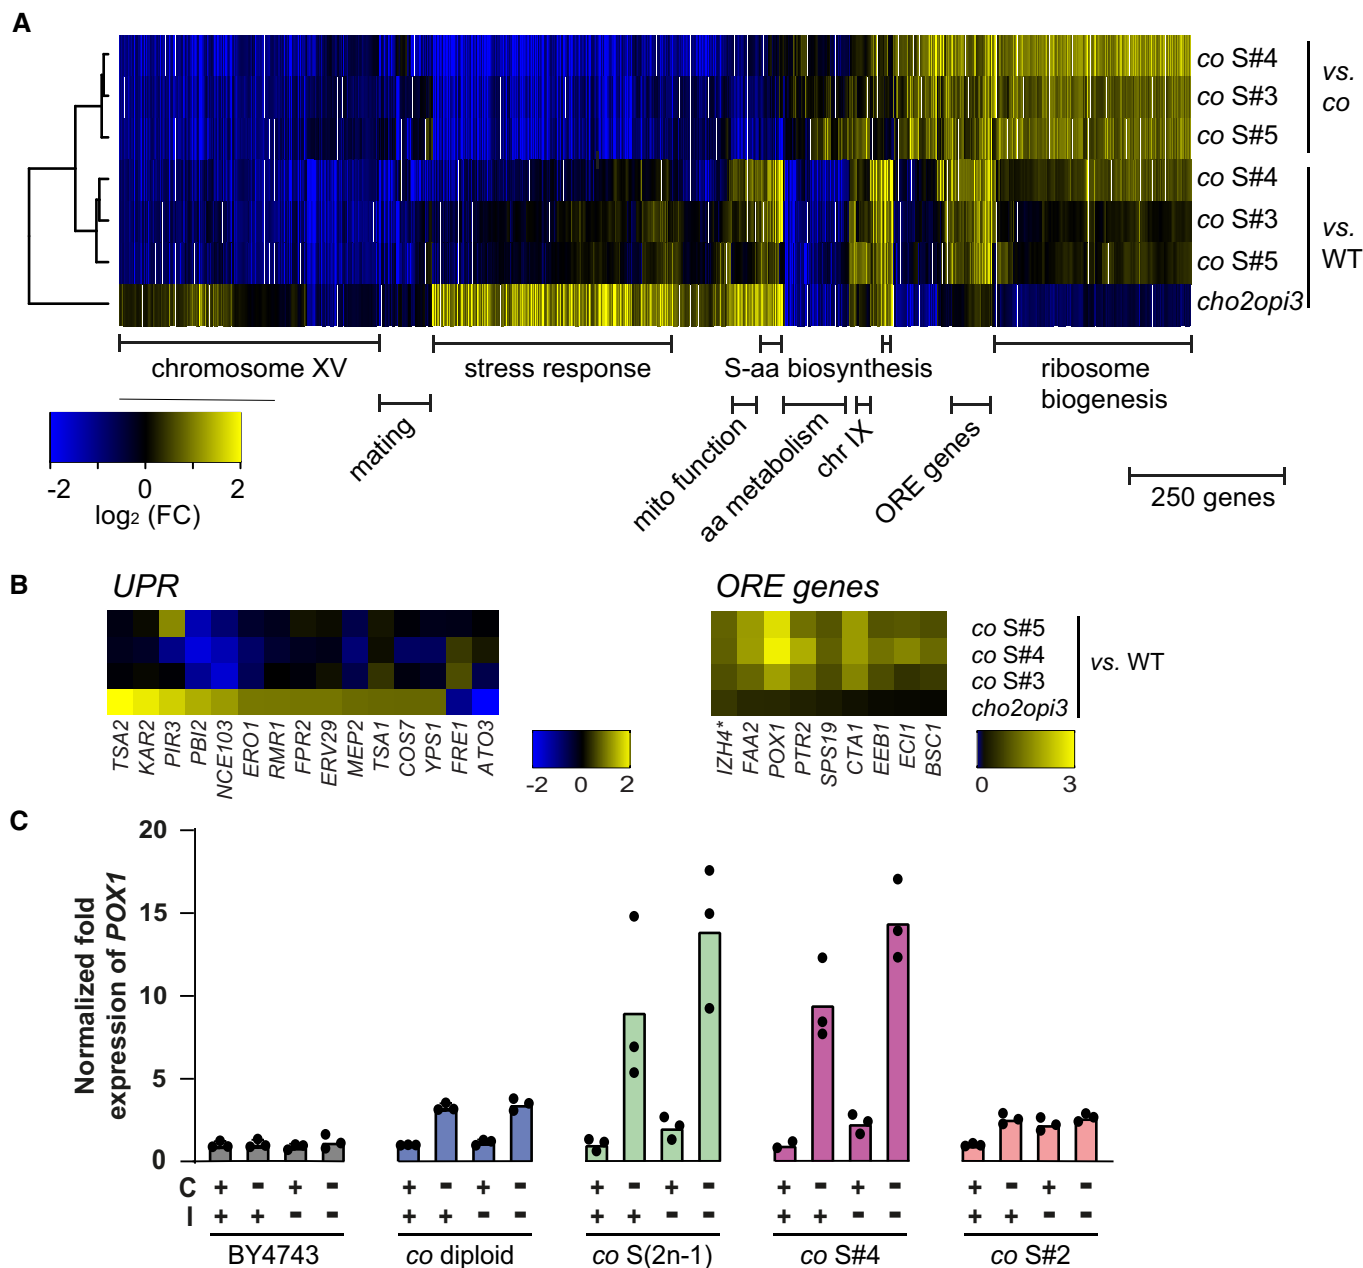 A
co S#4
co S#3
co S#5
vs. co
co S#4
co S#3
co S#5
cho2opi3
vs. WT
chromosome XV
stress response
S-aa biosynthesis
ribosome biogenesis
mating
mito function
aa metabolism
chr IX
ORE genes
-2 0 2
log2 (FC)
250 genes
B
UPR
ORE genes
co S#5
co S#4
co S#3
cho2opi3
vs. WT
TSA2 KAR2 PIR3 PBI2 NCE103 ERO1 RMR1 FPR2 ERV29 MEP2 TSA1 COS7 YPS1 FRE1 ATO3
-2 0 2
IZH4* FAA2 POX1 PTR2 SPS19 CTA1 EEB1 ECI1 BSC1
0 3
C
Normalized fold
expression of POX1
20
15
10
5
0
C + - + - + - + - + - + - + - + - + - + -
I + + - - + + - - + + - - + + - - + + - -
BY4743 co diploid co S(2n-1) co S#4 co S#2